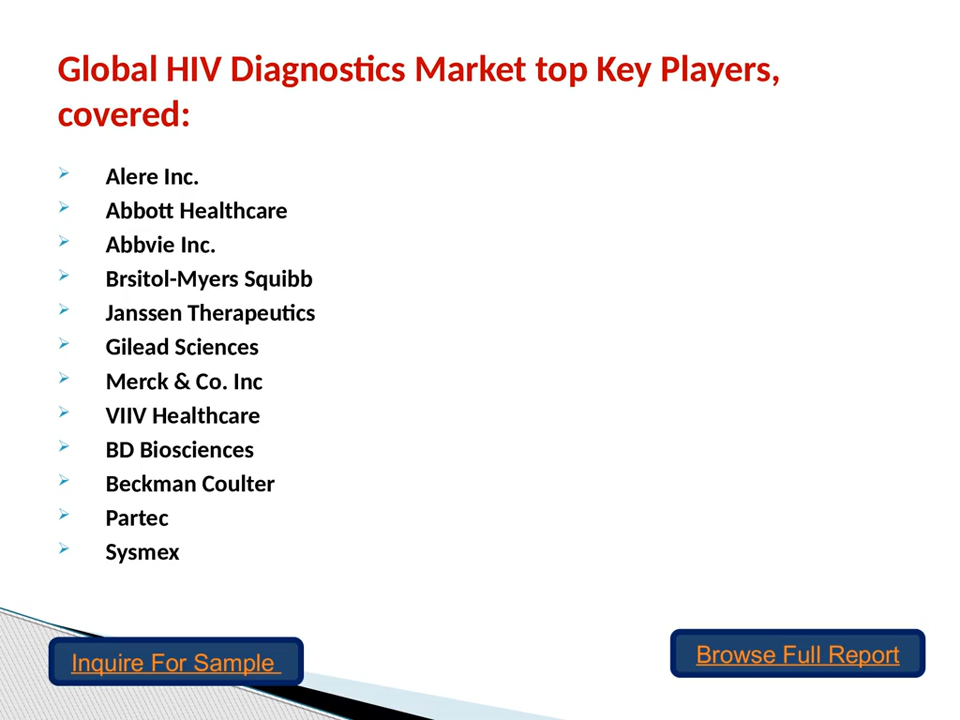 Global HIV Diagnostics Market top Key Players,
covered:
Alere Inc.
Abbott Healthcare
Abbvie Inc.
Brsitol-Myers Squibb
Janssen Therapeutics
Gilead Sciences
Merck & Co. Inc
VIIV Healthcare
BD Biosciences
Beckman Coulter
Partec
Sysmex
Inquire For Sample
Browse Full Report